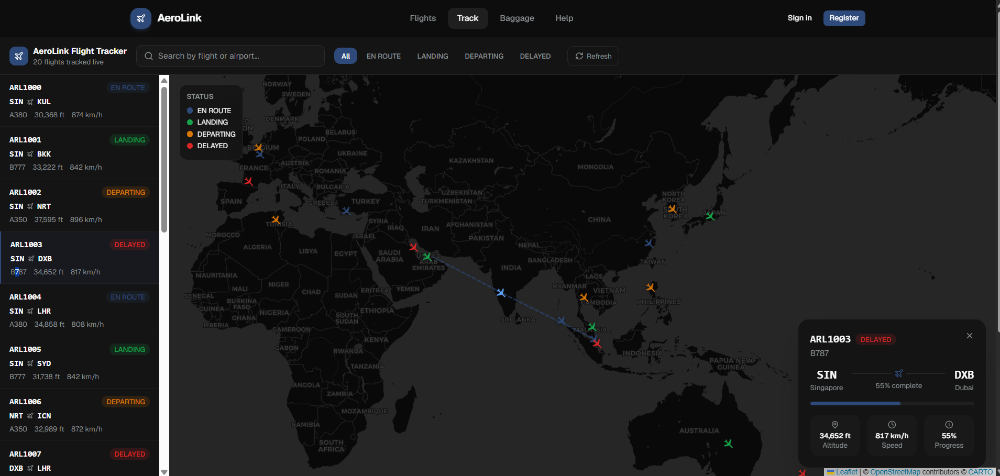 AeroLink
Flights Track Baggage Help
Sign in Register
AeroLink Flight Tracker
20 flights tracked live
Search by flight or airport...
All EN ROUTE LANDING DEPARTING DELAYED Refresh
ARL1000 EN ROUTE
SIN KUL
A380 30,368 ft 874 km/h
ARL1001 LANDING
SIN BKK
B777 33,222 ft 842 km/h
ARL1002 DEPARTING
SIN NRT
A350 37,595 ft 896 km/h
ARL1003 DELAYED
SIN DXB
B787 34,652 ft 817 km/h
ARL1004 EN ROUTE
SIN LHR
A380 34,858 ft 808 km/h
ARL1005 LANDING
SIN SYD
B777 31,738 ft 842 km/h
ARL1006 DEPARTING
NRT ICN
A350 32,989 ft 872 km/h
ARL1007 DELAYED
DXB LHR
STATUS
EN ROUTE
LANDING
DEPARTING
DELAYED
NORWAY
SWEDEN
DENMARK
BELARUS
POLAND
BELGIUM
UKRAINE
AUSTRIA
FRANCE
ROMANIA
ITALY
BULGARIA
SPAIN
GREECE
TURKEY
KAZAKHSTAN
MONGOLIA
UZBEKISTAN
TURKMENISTAN
NORTH
KOREA
SOUTH
KOREA
JAPAN
CHINA
TUNISIA
SYRIA
IRAQ
IRAN
AFGHANISTAN
MOROCCO
ISRAEL
PAKISTAN
NEPAL
ALGERIA
LIBYA
EGYPT
SAUDI
ARABIA
UNITED
ARAB
EMIRATES
BANGLADESH
TAIWAN
INDIA
MAURITANIA
LAOS
MALI
NIGER
CHAD
SUDAN
ERITREA
YEMEN
MYANMAR
VIETNAM
SENEGAL
BURKINA
FASO
CAMBODIA
PHILIPPINES
GUINEA
GHANA
NIGERIA
SOUTH
SUDAN
ETHIOPIA
SRI LANKA
LIBERIA
CAMEROON
MALAYSIA
KENYA
GABON
RWANDA
INDONESIA
TANZANIA
PAPUA NEW
GUINEA
ANGOLA
ZAMBIA
MOZAMBIQUE
NAMIBIA
AUSTRALIA
SOUTH
AFRICA
ARL1003 DELAYED
B787
SIN DXB
Singapore 55% complete Dubai
34,652 ft 817 km/h 55%
Altitude Speed Progress
Leaflet | © OpenStreetMap contributors © CARTO